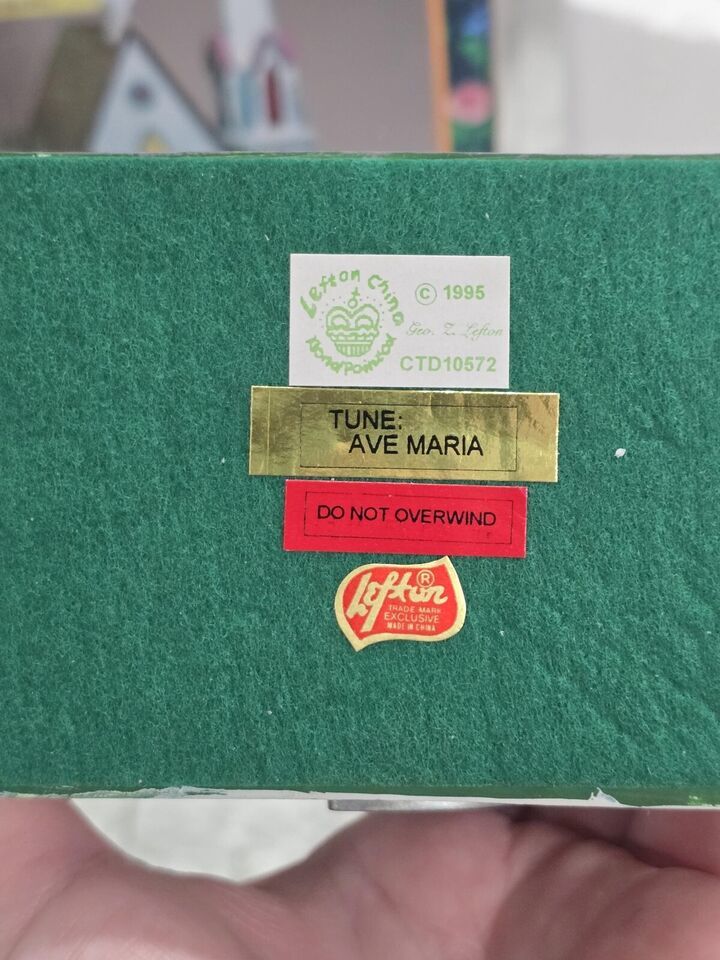 Lefton China
Hand Painted
© 1995
Geo. Z. Lefton
CTD10572
TUNE:
AVE MARIA
DO NOT OVERWIND
Lefton®
TRADE MARK
EXCLUSIVE
MADE IN CHINA